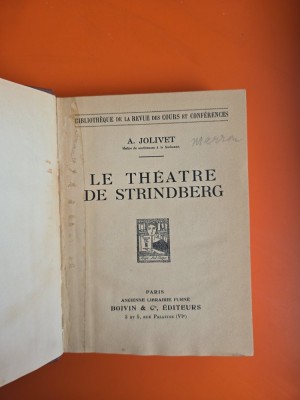 BIBLIOTHÈQUE DE LA REVUE DES COURS ET CONFÉRENCES
A. JOLIVET
Maître de conférences à la Sorbonne
LE THÉATRE
DE STRINDBERG
PARIS
ANCIENNE LIBRAIRIE FURNE
BOIVIN & Cie, ÉDITEURS
3 et 5, rue Palatine (VIe)